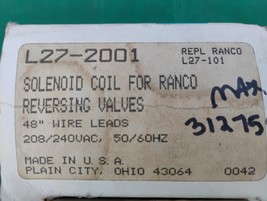 L27-2001
REPL RANCO
L27-101
SOLENOID COIL FOR RANCO
REVERSING VALVES
48" WIRE LEADS
208/240VAC, 50/60HZ
31275
MADE IN U.S.A.
PLAIN CITY, OHIO 43064 0042